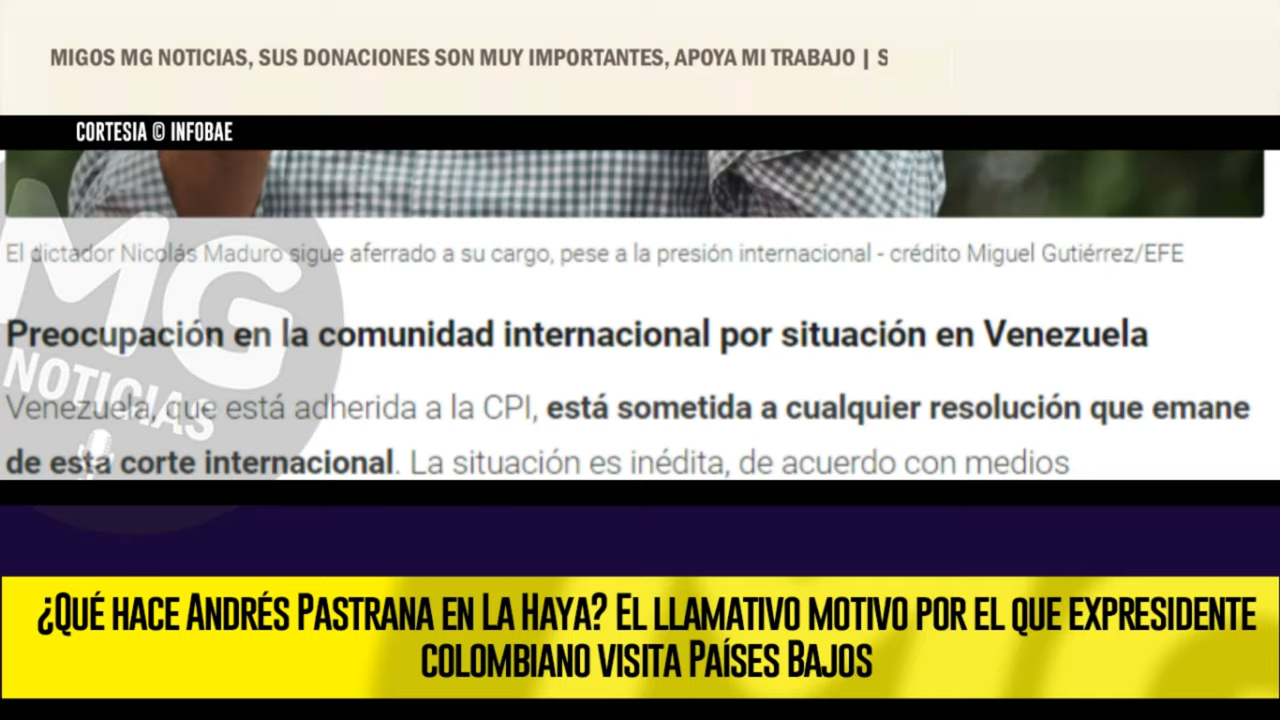 MIGOS MG NOTICIAS, SUS DONACIONES SON MUY IMPORTANTES, APOYA MI TRABAJO | S
CORTESIA © INFOBAE
El dictador Nicolás Maduro sigue aferrado a su cargo, pese a la presión internacional - crédito Miguel Gutiérrez/EFE
Preocupación en la comunidad internacional por situación en Venezuela
Venezuela, que está adherida a la CPI, está sometida a cualquier resolución que emane
de esta corte internacional. La situación es inédita, de acuerdo con medios
MG
NOTICIAS
¿QUÉ HACE ANDRÉS PASTRANA EN LA HAYA? EL LLAMATIVO MOTIVO POR EL QUE EXPRESIDENTE
COLOMBIANO VISITA PAÍSES BAJOS